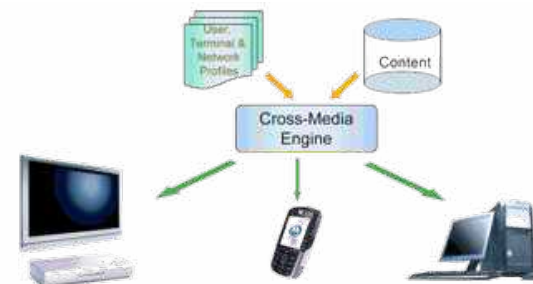 User,
Terminal &
Network
Profiles
Content
Cross-Media
Engine